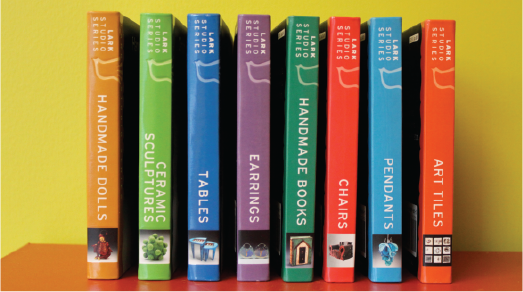 LARK
STUDIO
SERIES
HANDMADE DOLLS
LARK
STUDIO
SERIES
CERAMIC
SCULPTURES
LARK
STUDIO
SERIES
TABLES
LARK
STUDIO
SERIES
EARRINGS
LARK
STUDIO
SERIES
HANDMADE BOOKS
LARK
STUDIO
SERIES
CHAIRS
LARK
STUDIO
SERIES
PENDANTS
LARK
STUDIO
SERIES
ART TILES